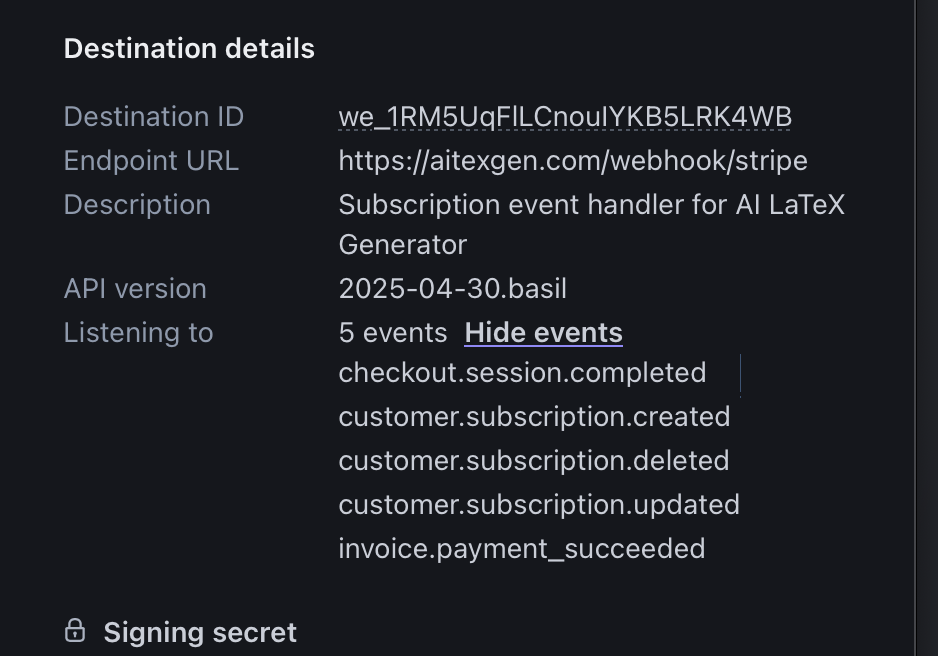 Destination details
Destination ID we_1RM5UqFlLCnouIYKB5LRK4WB
Endpoint URL https://aitexgen.com/webhook/stripe
Description Subscription event handler for AI LaTeX
Generator
API version 2025-04-30.basil
Listening to 5 events Hide events
checkout.session.completed
customer.subscription.created
customer.subscription.deleted
customer.subscription.updated
invoice.payment_succeeded
Signing secret